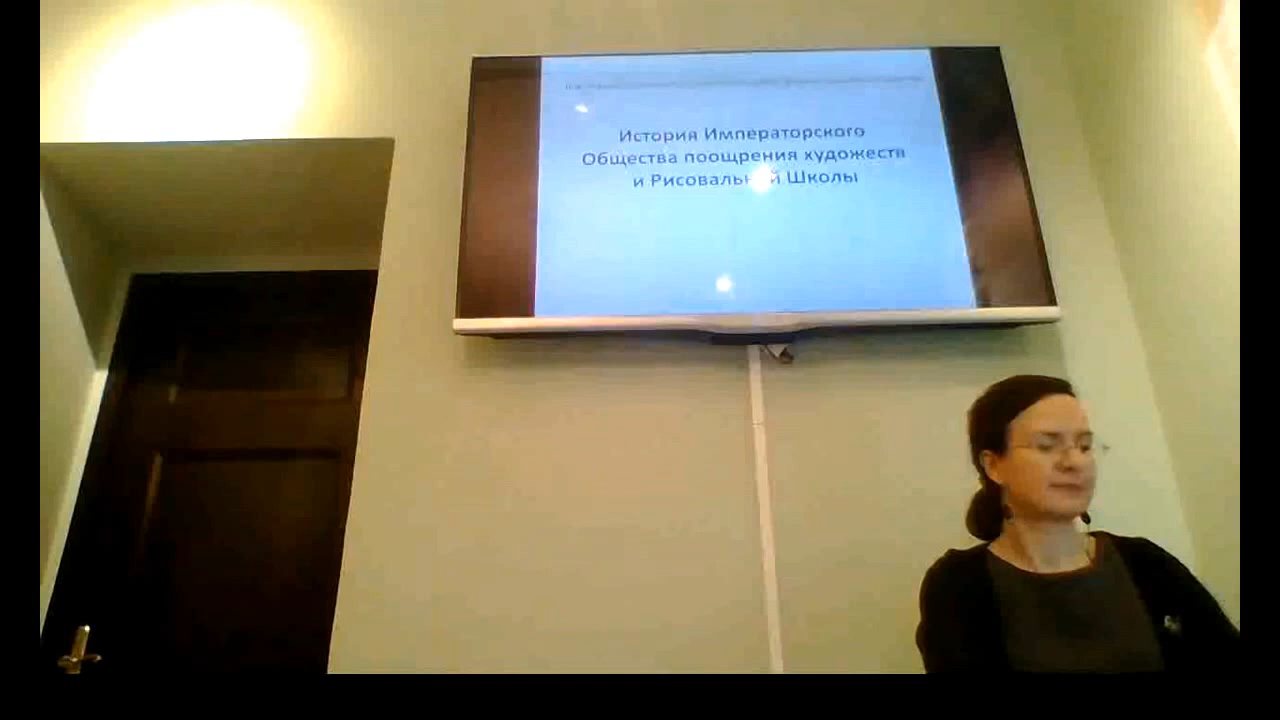 История Императорского
Общества поощрения художеств
и Рисовальной Школы